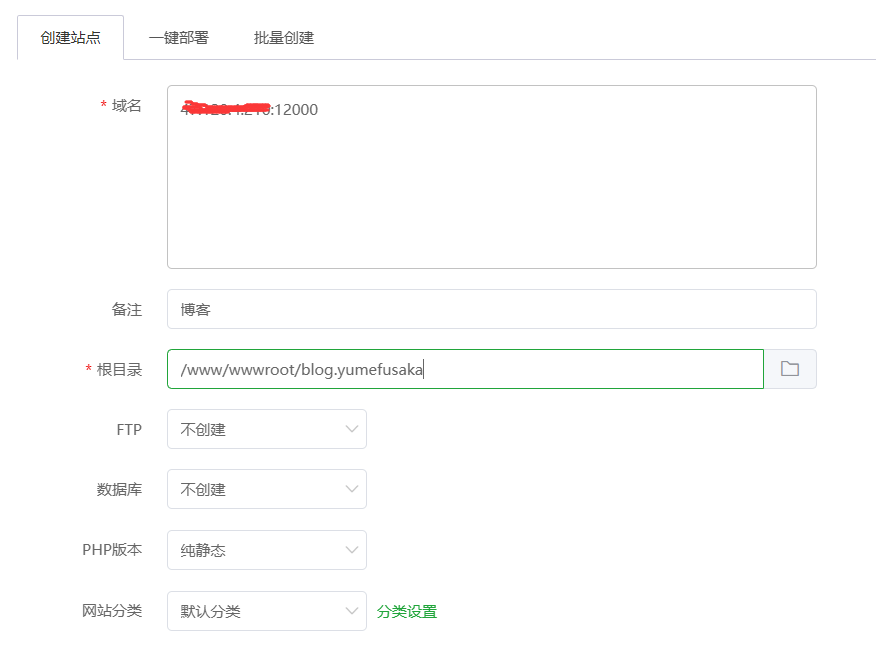 创建站点 一键部署 批量创建
* 域名 :12000
备注 博客
* 根目录 /www/wwwroot/blog.yumefusaka
FTP 不创建
数据库 不创建
PHP版本 纯静态
网站分类 默认分类 分类设置